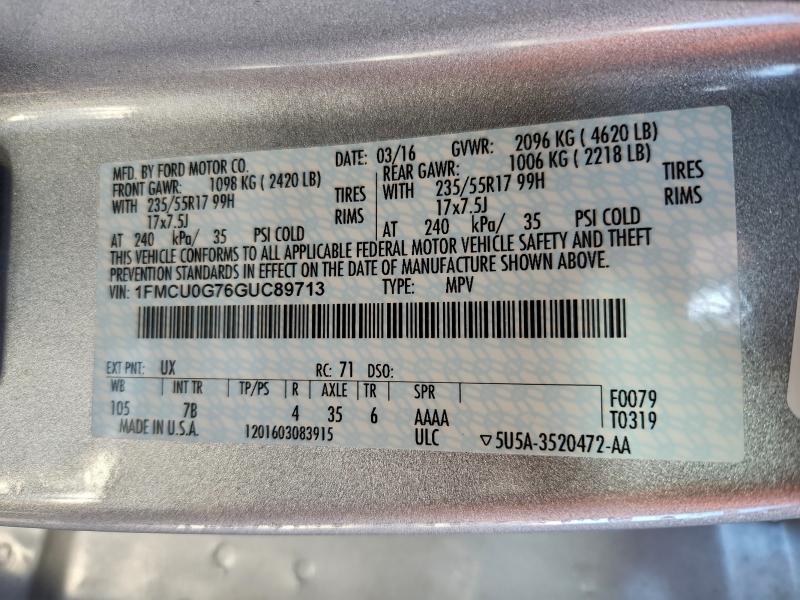 MFD. BY FORD MOTOR CO. DATE: 03/16 GVWR: 2096 KG ( 4620 LB)
FRONT GAWR: 1098 KG ( 2420 LB) REAR GAWR: 1006 KG ( 2218 LB)
WITH 235/55R17 99H TIRES WITH 235/55R17 99H TIRES
17x7.5J RIMS 17x7.5J RIMS
AT 240 kPa/ 35 PSI COLD AT 240 kPa/ 35 PSI COLD
THIS VEHICLE CONFORMS TO ALL APPLICABLE FEDERAL MOTOR VEHICLE SAFETY AND THEFT
PREVENTION STANDARDS IN EFFECT ON THE DATE OF MANUFACTURE SHOWN ABOVE.
VIN: 1FMCU0G76GUC89713 TYPE: MPV
EXT PNT: UX RC: 71 DSO:
WB INT TR TP/PS R AXLE TR SPR F0079
105 7B 4 35 6 AAAA T0319
MADE IN U.S.A. 1201603083915 ULC ▽5U5A-3520472-AA